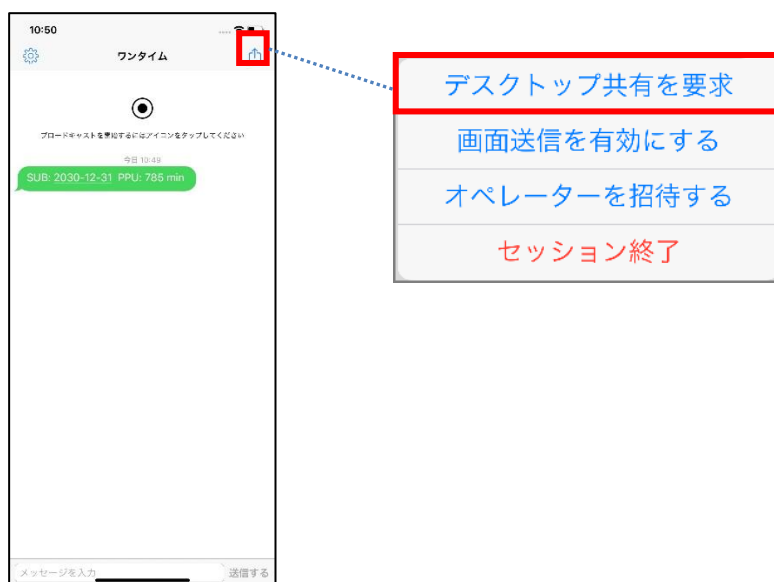 10:50
ワンタイム
ブロードキャストを開始するにはアイコンをタップしてください
今日 10:49
SUB: 2030-12-31 PPU: 785 min
メッセージを入力
送信する
デスクトップ共有を要求
画面送信を有効にする
オペレーターを招待する
セッション終了